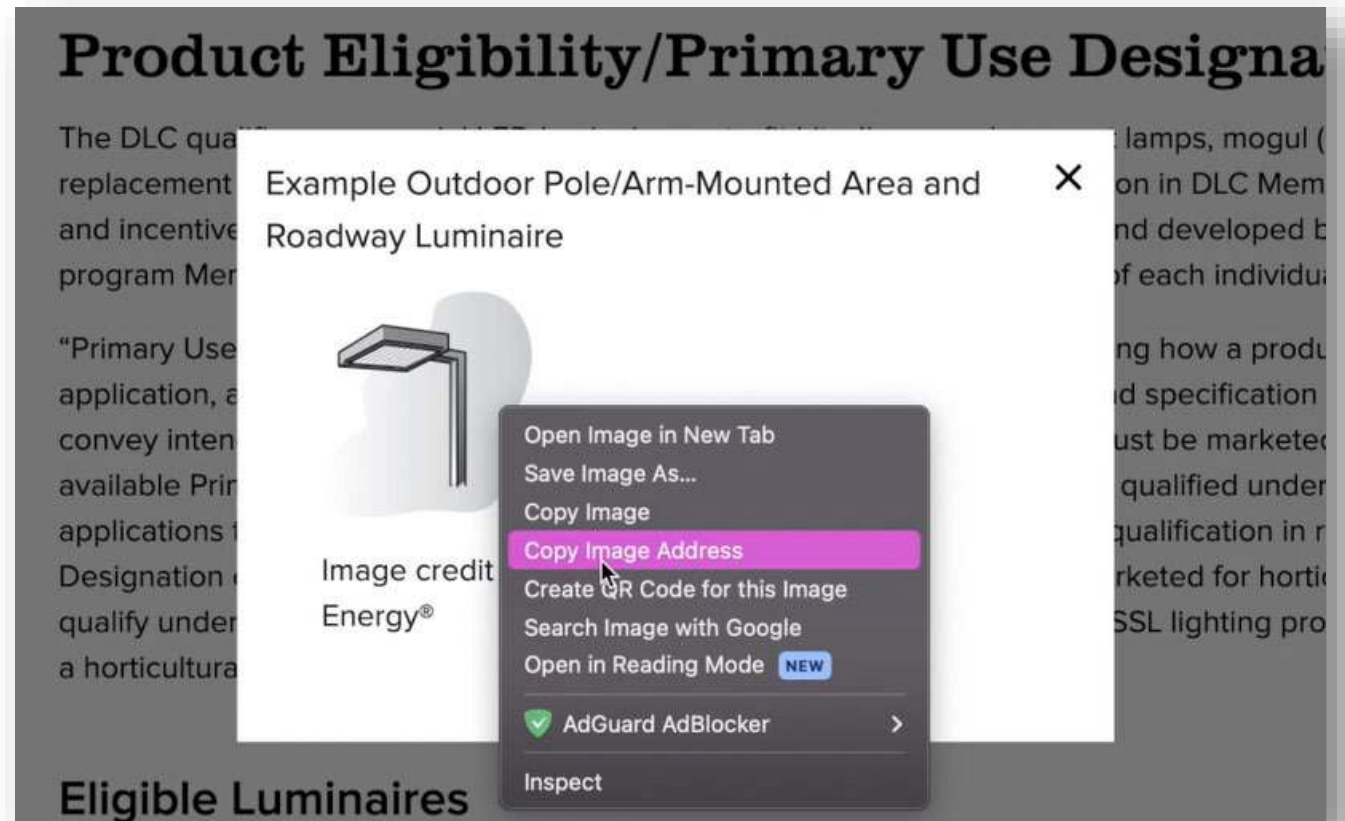 Product Eligibility/Primary Use Designa
The DLC qua lamps, mogul (
replacement on in DLC Mem
and incentive nd developed b
program Mer of each individu
"Primary Use ng how a produ
application, a d specification
convey inten ust be marketed
available Prir qualified under
applications qualification in r
Designation rketed for horti
qualify under SSL lighting pro
a horticultura
Example Outdoor Pole/Arm-Mounted Area and
Roadway Luminaire
Image credit
Energy®
Open Image in New Tab
Save Image As...
Copy Image
Copy Image Address
Create QR Code for this Image
Search Image with Google
Open in Reading Mode NEW
AdGuard AdBlocker
Inspect
Eligible Luminaires